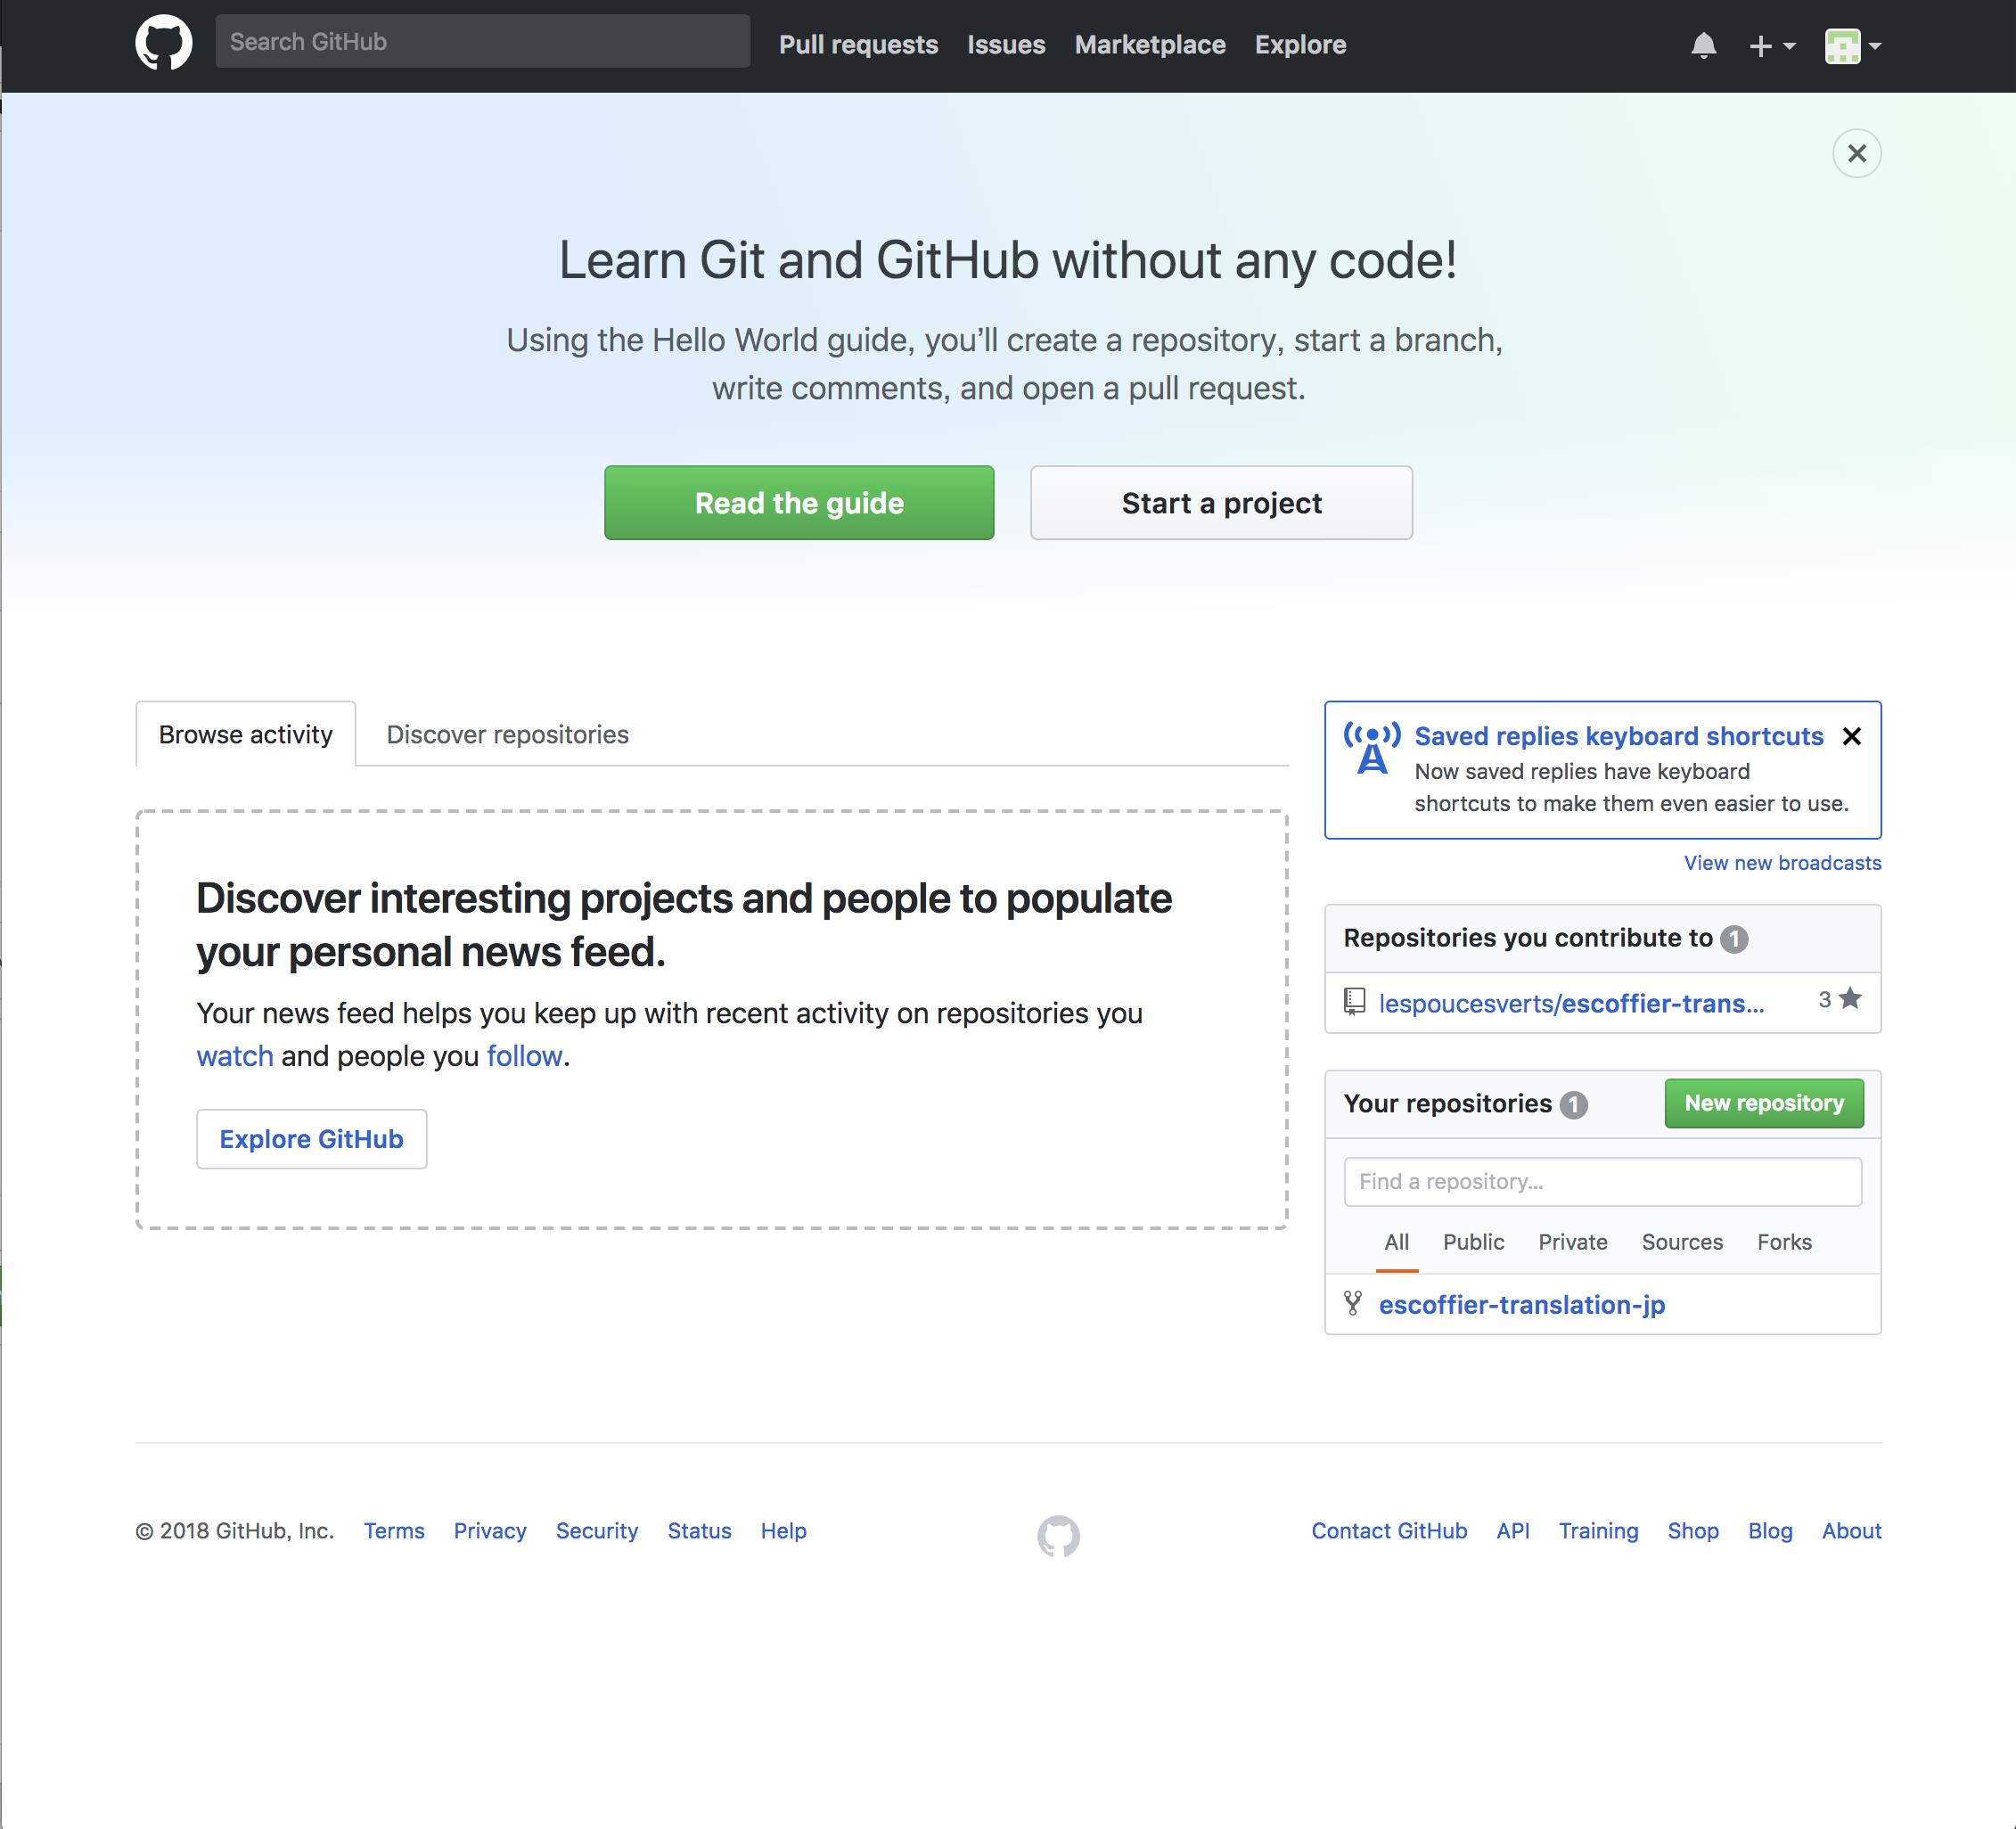 Search GitHub
Pull requests
Issues
Marketplace
Explore
Learn Git and GitHub without any code!
Using the Hello World guide, you’ll create a repository, start a branch,
write comments, and open a pull request.
Read the guide
Start a project
Browse activity
Discover repositories
Discover interesting projects and people to populate
your personal news feed.
Your news feed helps you keep up with recent activity on repositories you
watch and people you follow.
Explore GitHub
Saved replies keyboard shortcuts
Now saved replies have keyboard
shortcuts to make them even easier to use.
View new broadcasts
Repositories you contribute to 1
lespoucesverts/escoffier-trans… 3
Your repositories 1
New repository
Find a repository…
All Public Private Sources Forks
escoffier-translation-jp
© 2018 GitHub, Inc. Terms Privacy Security Status Help
Contact GitHub API Training Shop Blog About